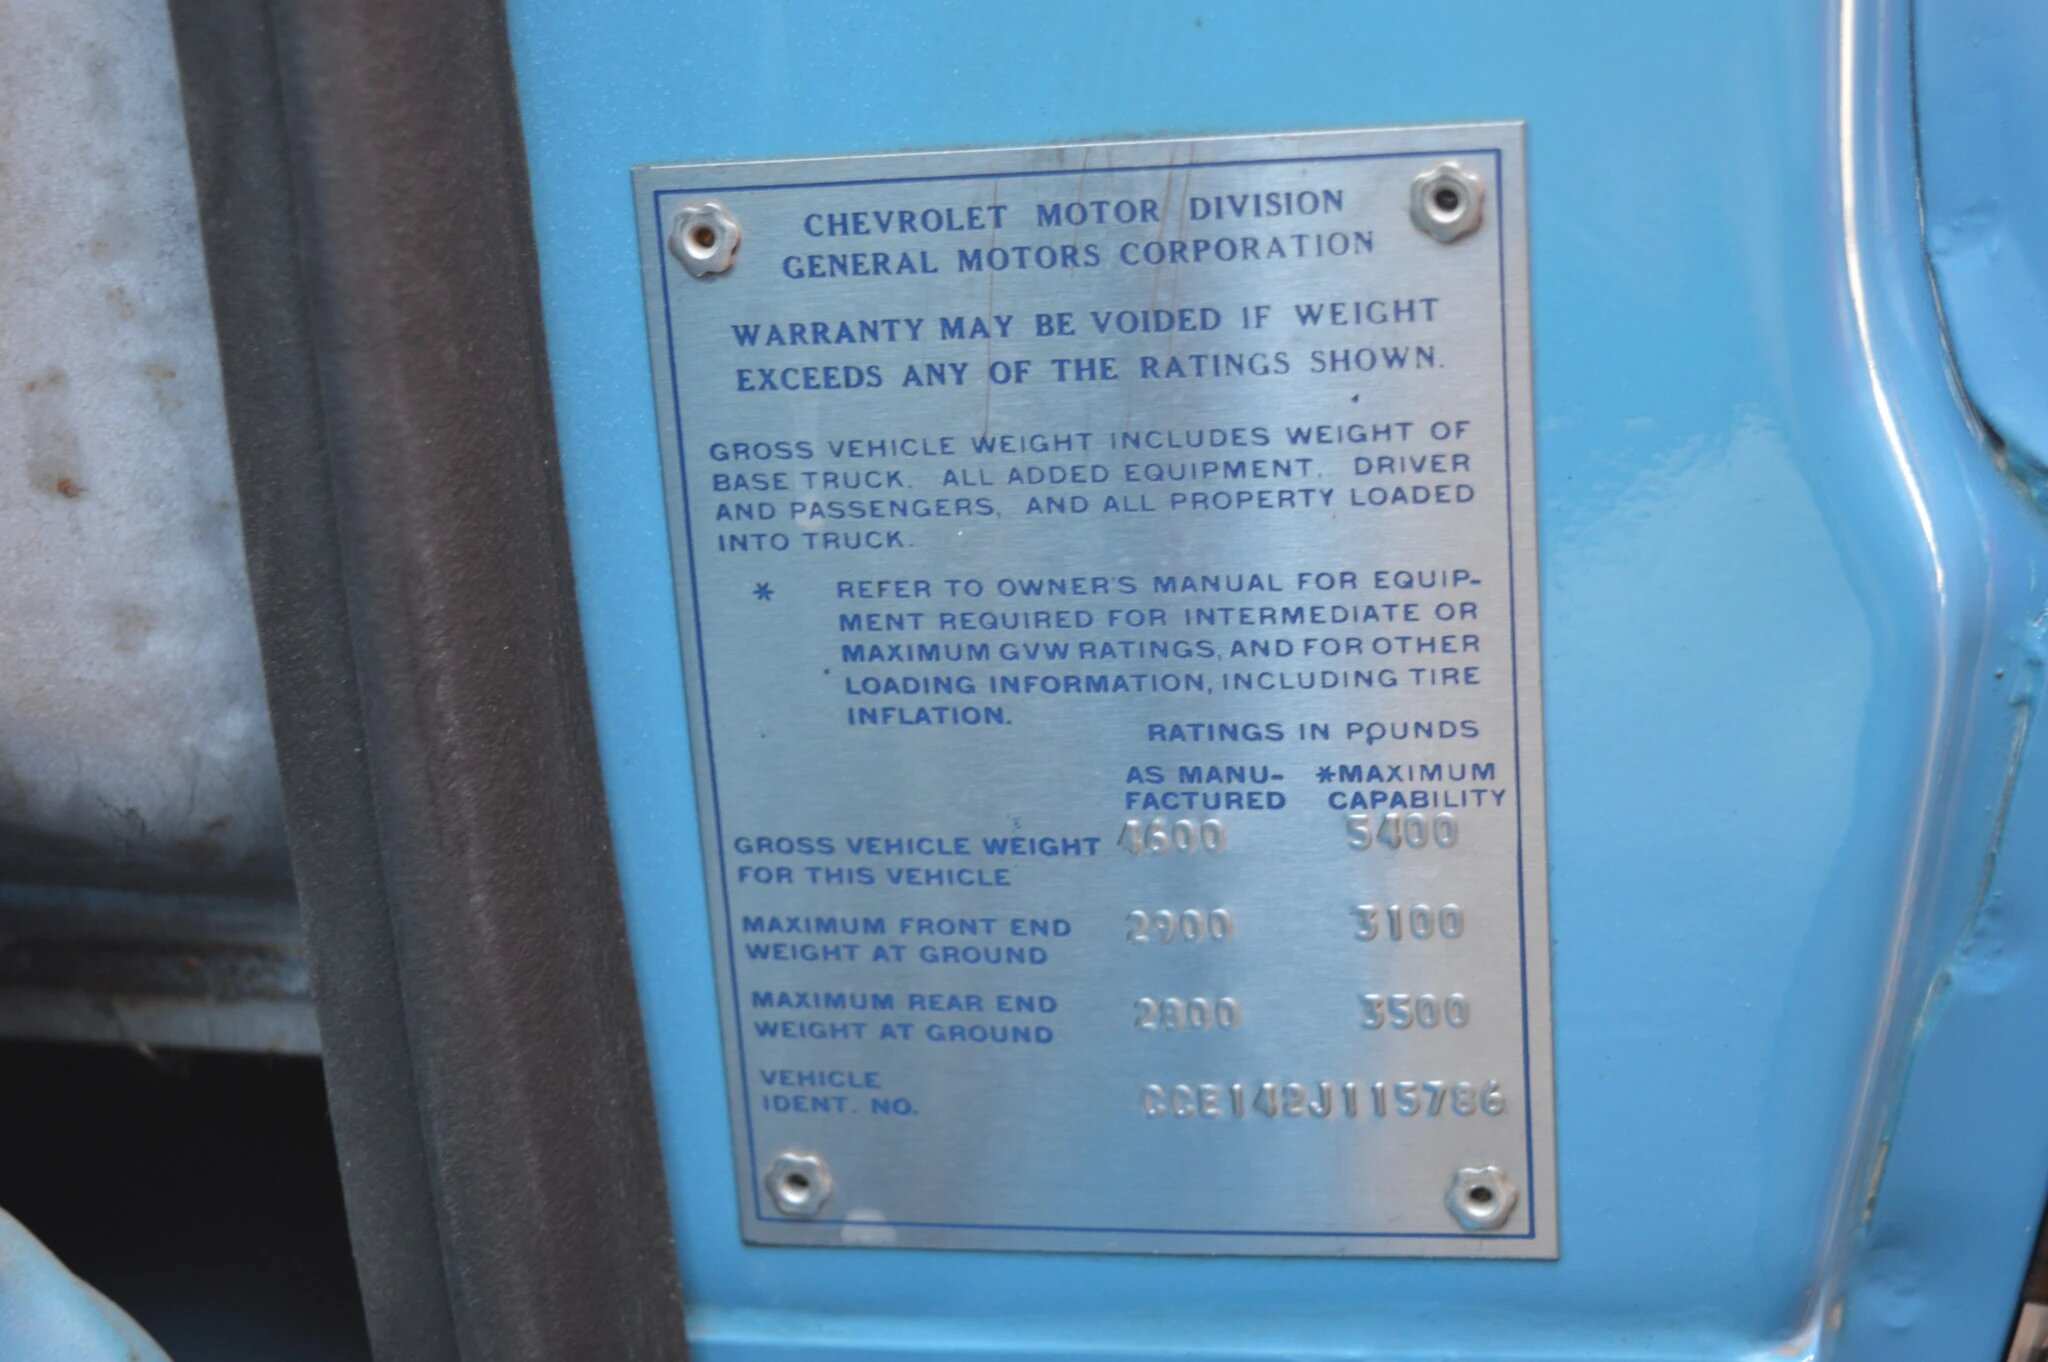 CHEVROLET MOTOR DIVISION
GENERAL MOTORS CORPORATION
WARRANTY MAY BE VOIDED IF WEIGHT
EXCEEDS ANY OF THE RATINGS SHOWN.
GROSS VEHICLE WEIGHT INCLUDES WEIGHT OF
BASE TRUCK, ALL ADDED EQUIPMENT, DRIVER
AND PASSENGERS, AND ALL PROPERTY LOADED
INTO TRUCK.
* REFER TO OWNER'S MANUAL FOR EQUIP-
MENT REQUIRED FOR INTERMEDIATE OR
MAXIMUM GVW RATINGS, AND FOR OTHER
LOADING INFORMATION, INCLUDING TIRE
INFLATION.
RATINGS IN POUNDS
AS MANU- *MAXIMUM
FACTURED CAPABILITY
GROSS VEHICLE WEIGHT 4600 5400
FOR THIS VEHICLE
MAXIMUM FRONT END 2900 3100
WEIGHT AT GROUND
MAXIMUM REAR END 2800 3500
WEIGHT AT GROUND
VEHICLE
IDENT. NO. CCE142J115786